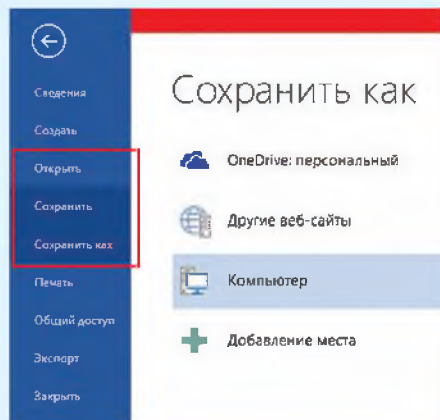 Сведения
Создать
Открыть
Сохранить
Сохранить как
Печать
Общий доступ
Экспорт
Закрыть
Сохранить как
OneDrive: персональный
Другие веб-сайты
Компьютер
Добавление места